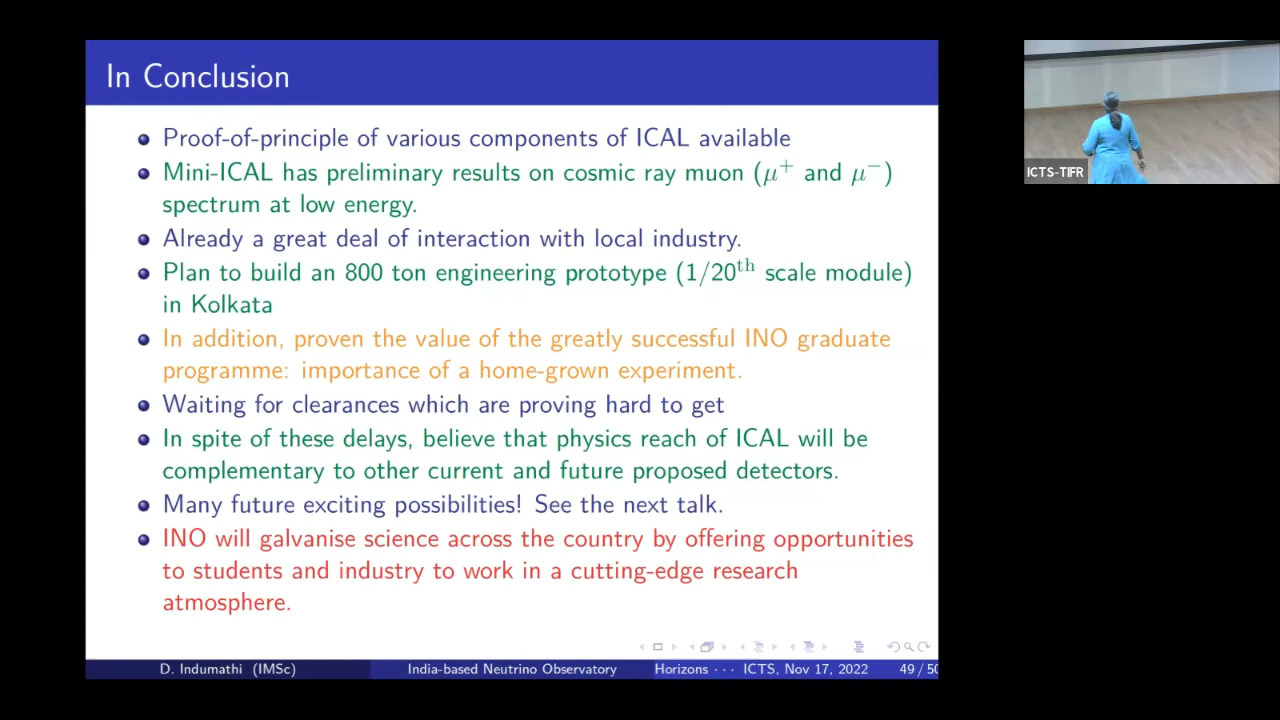 In Conclusion
Proof-of-principle of various components of ICAL available
Mini-ICAL has preliminary results on cosmic ray muon (μ⁺ and μ⁻)
spectrum at low energy.
Already a great deal of interaction with local industry.
Plan to build an 800 ton engineering prototype (1/20ᵗʰ scale module)
in Kolkata
In addition, proven the value of the greatly successful INO graduate
programme: importance of a home-grown experiment.
Waiting for clearances which are proving hard to get
In spite of these delays, believe that physics reach of ICAL will be
complementary to other current and future proposed detectors.
Many future exciting possibilities! See the next talk.
INO will galvanise science across the country by offering opportunities
to students and industry to work in a cutting-edge research
atmosphere.
D. Indumathi (IMSc) India-based Neutrino Observatory Horizons · · · ICTS, Nov 17, 2022 49 / 50
ICTS-TIFR